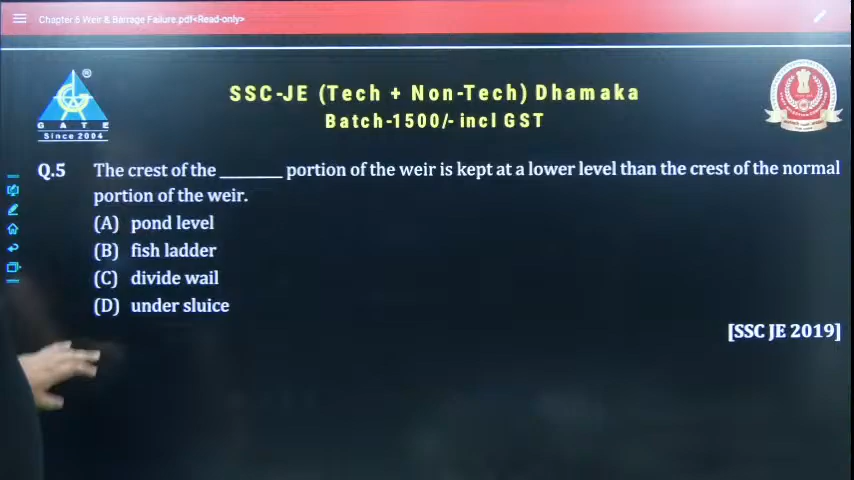 Chapter 6 Weir & Barrage Failure.pdf<Read-only>
®
GATE
Since 2004
SSC-JE (Tech + Non-Tech) Dhamaka
Batch-1500/- incl GST
Q.5 The crest of the ________ portion of the weir is kept at a lower level than the crest of the normal
portion of the weir.
(A) pond level
(B) fish ladder
(C) divide wail
(D) under sluice
[SSC JE 2019]